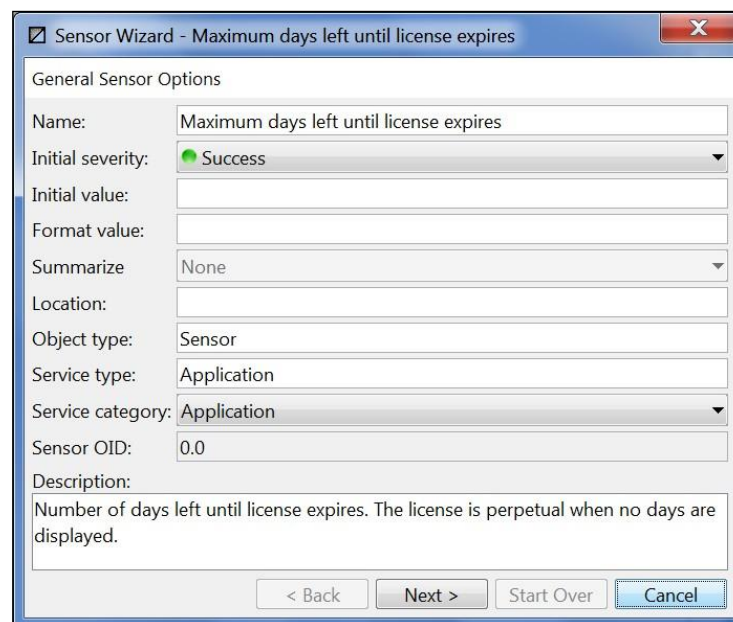 Sensor Wizard - Maximum days left until license expires
X
General Sensor Options
Name: Maximum days left until license expires
Initial severity: Success
Initial value:
Format value:
Summarize None
Location:
Object type: Sensor
Service type: Application
Service category: Application
Sensor OID: 0.0
Description:
Number of days left until license expires. The license is perpetual when no days are
displayed.
< Back Next > Start Over Cancel